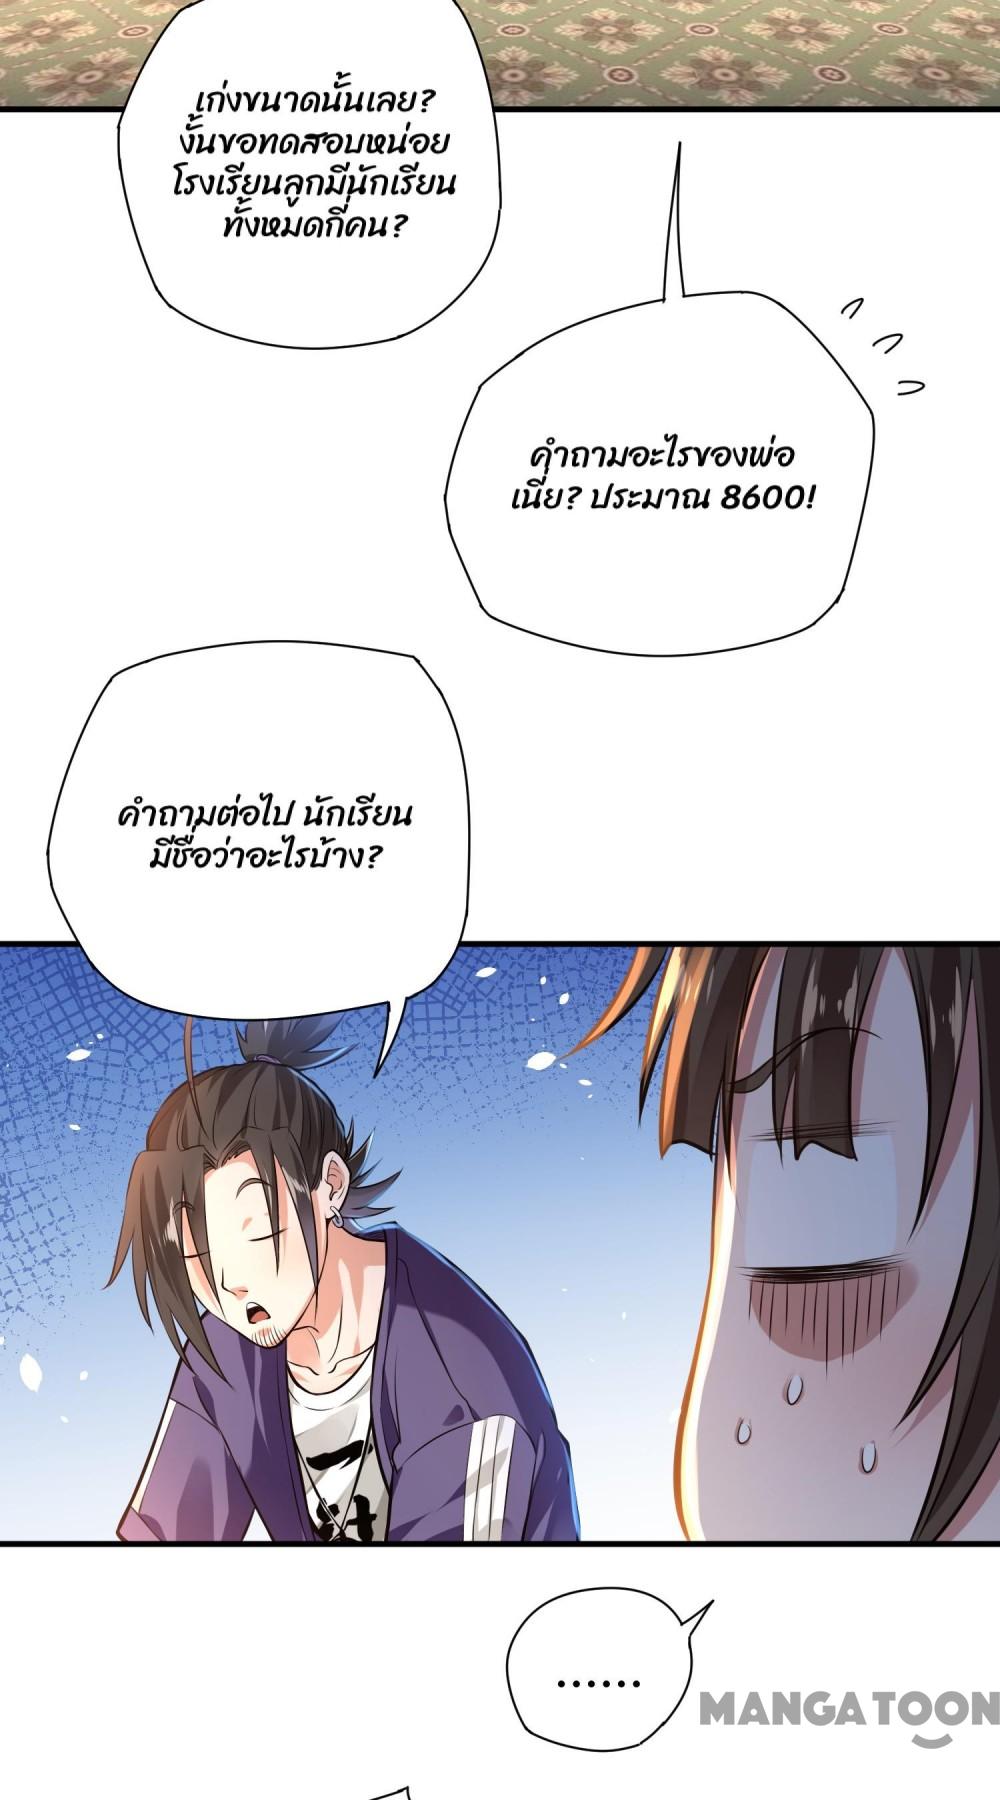 เก่งขนาดนั้นเลย?
งั้นขอทดสอบหน่อย
โรงเรียนลูกมีนักเรียน
ทั้งหมดกี่คน?
คำถามอะไรของพ่อ
เนี่ย? ประมาณ 8600!
คำถามต่อไป นักเรียน
มีชื่อว่าอะไรบ้าง?
......
MANGATOON